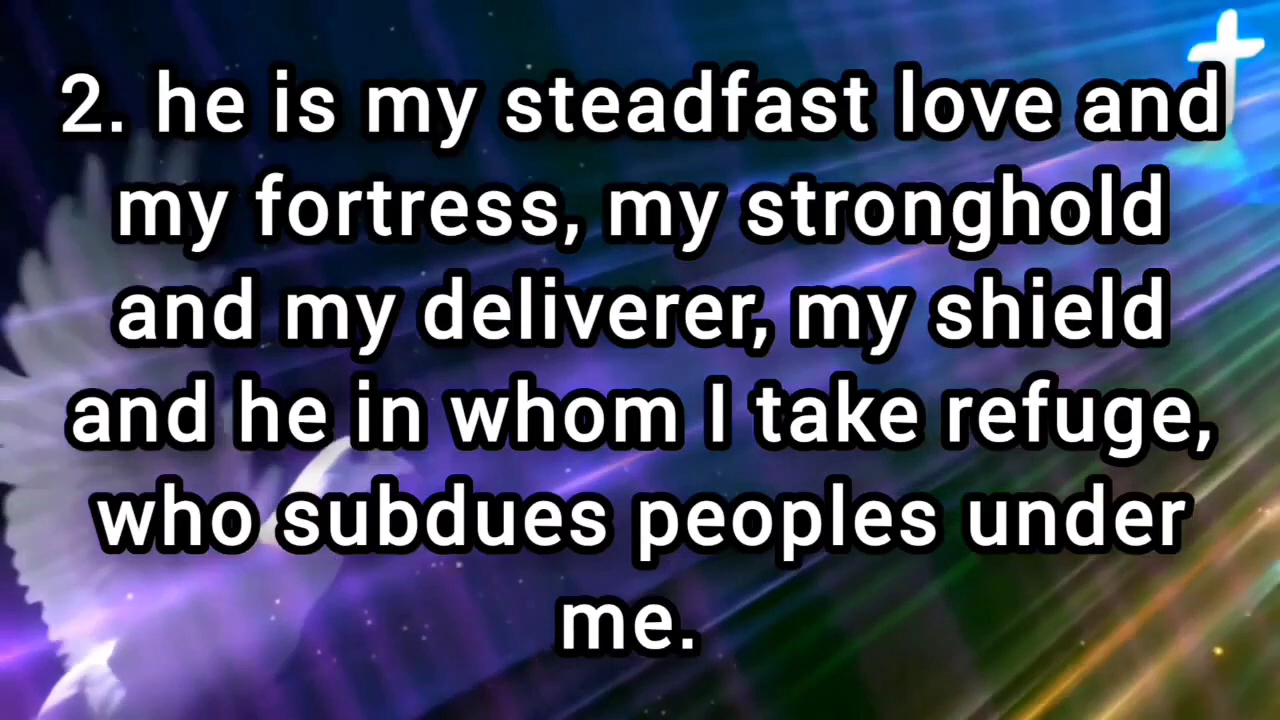 2. he is my steadfast love and
my fortress, my stronghold
and my deliverer, my shield
and he in whom I take refuge,
who subdues peoples under
me.